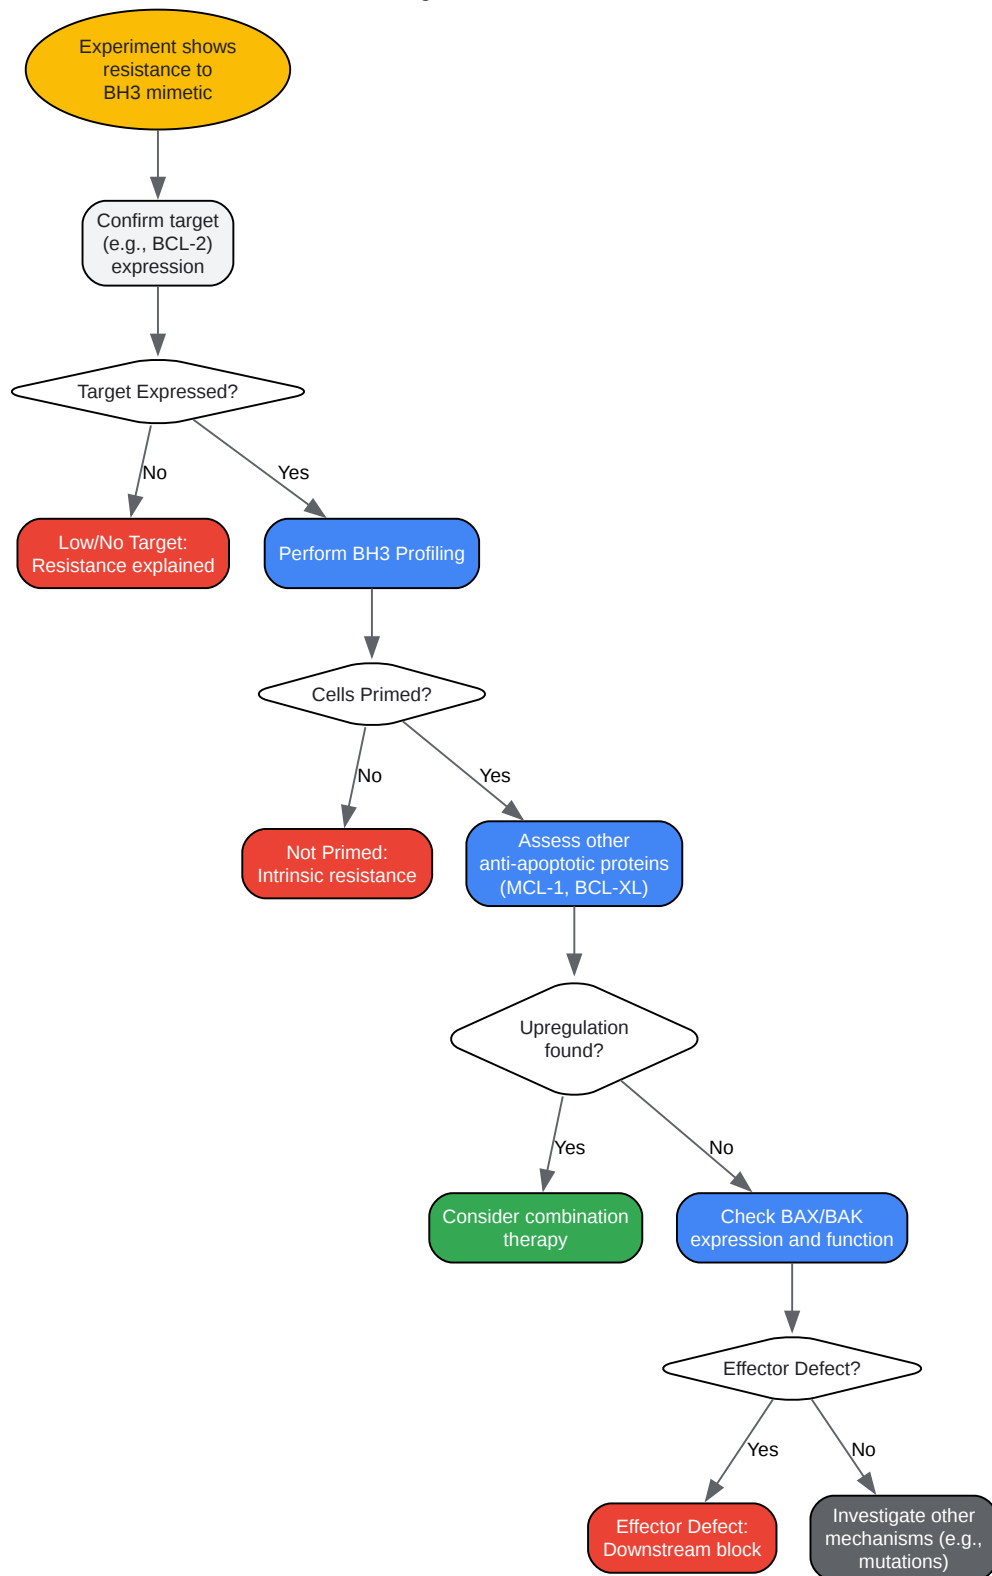 Experiment shows
resistance to
BH3 mimetic
Confirm target
(e.g., BCL-2)
expression
Target Expressed?
No
Yes
Low/No Target:
Resistance explained
Perform BH3 Profiling
Cells Primed?
No
Yes
Not Primed:
Intrinsic resistance
Assess other
anti-apoptotic proteins
(MCL-1, BCL-XL)
Upregulation
found?
Yes
No
Consider combination
therapy
Check BAX/BAK
expression and function
Effector Defect?
Yes
No
Effector Defect:
Downstream block
Investigate other
mechanisms (e.g.,
mutations)